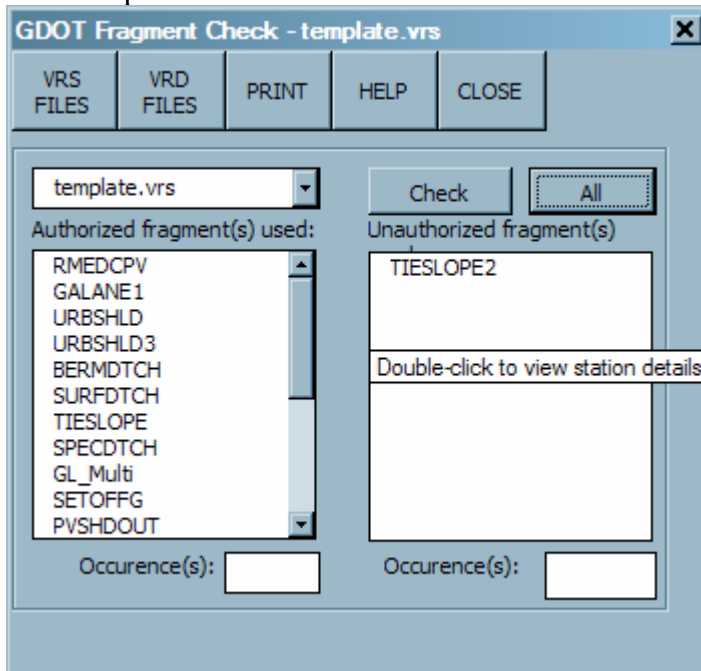 GDOT Fragment Check - template.vrs
VRS FILES
VRD FILES
PRINT
HELP
CLOSE
template.vrs
Check
All
Authorized fragment(s) used:
Unauthorized fragment(s)
RMEDCPV
GALANE1
URBSHLD
URBSHLD3
BERMDTCH
SURFDTCH
TIESLOPE
SPECDTCH
GL_Multi
SETOFFG
PVSHDOUT
TIESLOPE2
Double-click to view station details
Occurence(s):
Occurence(s):